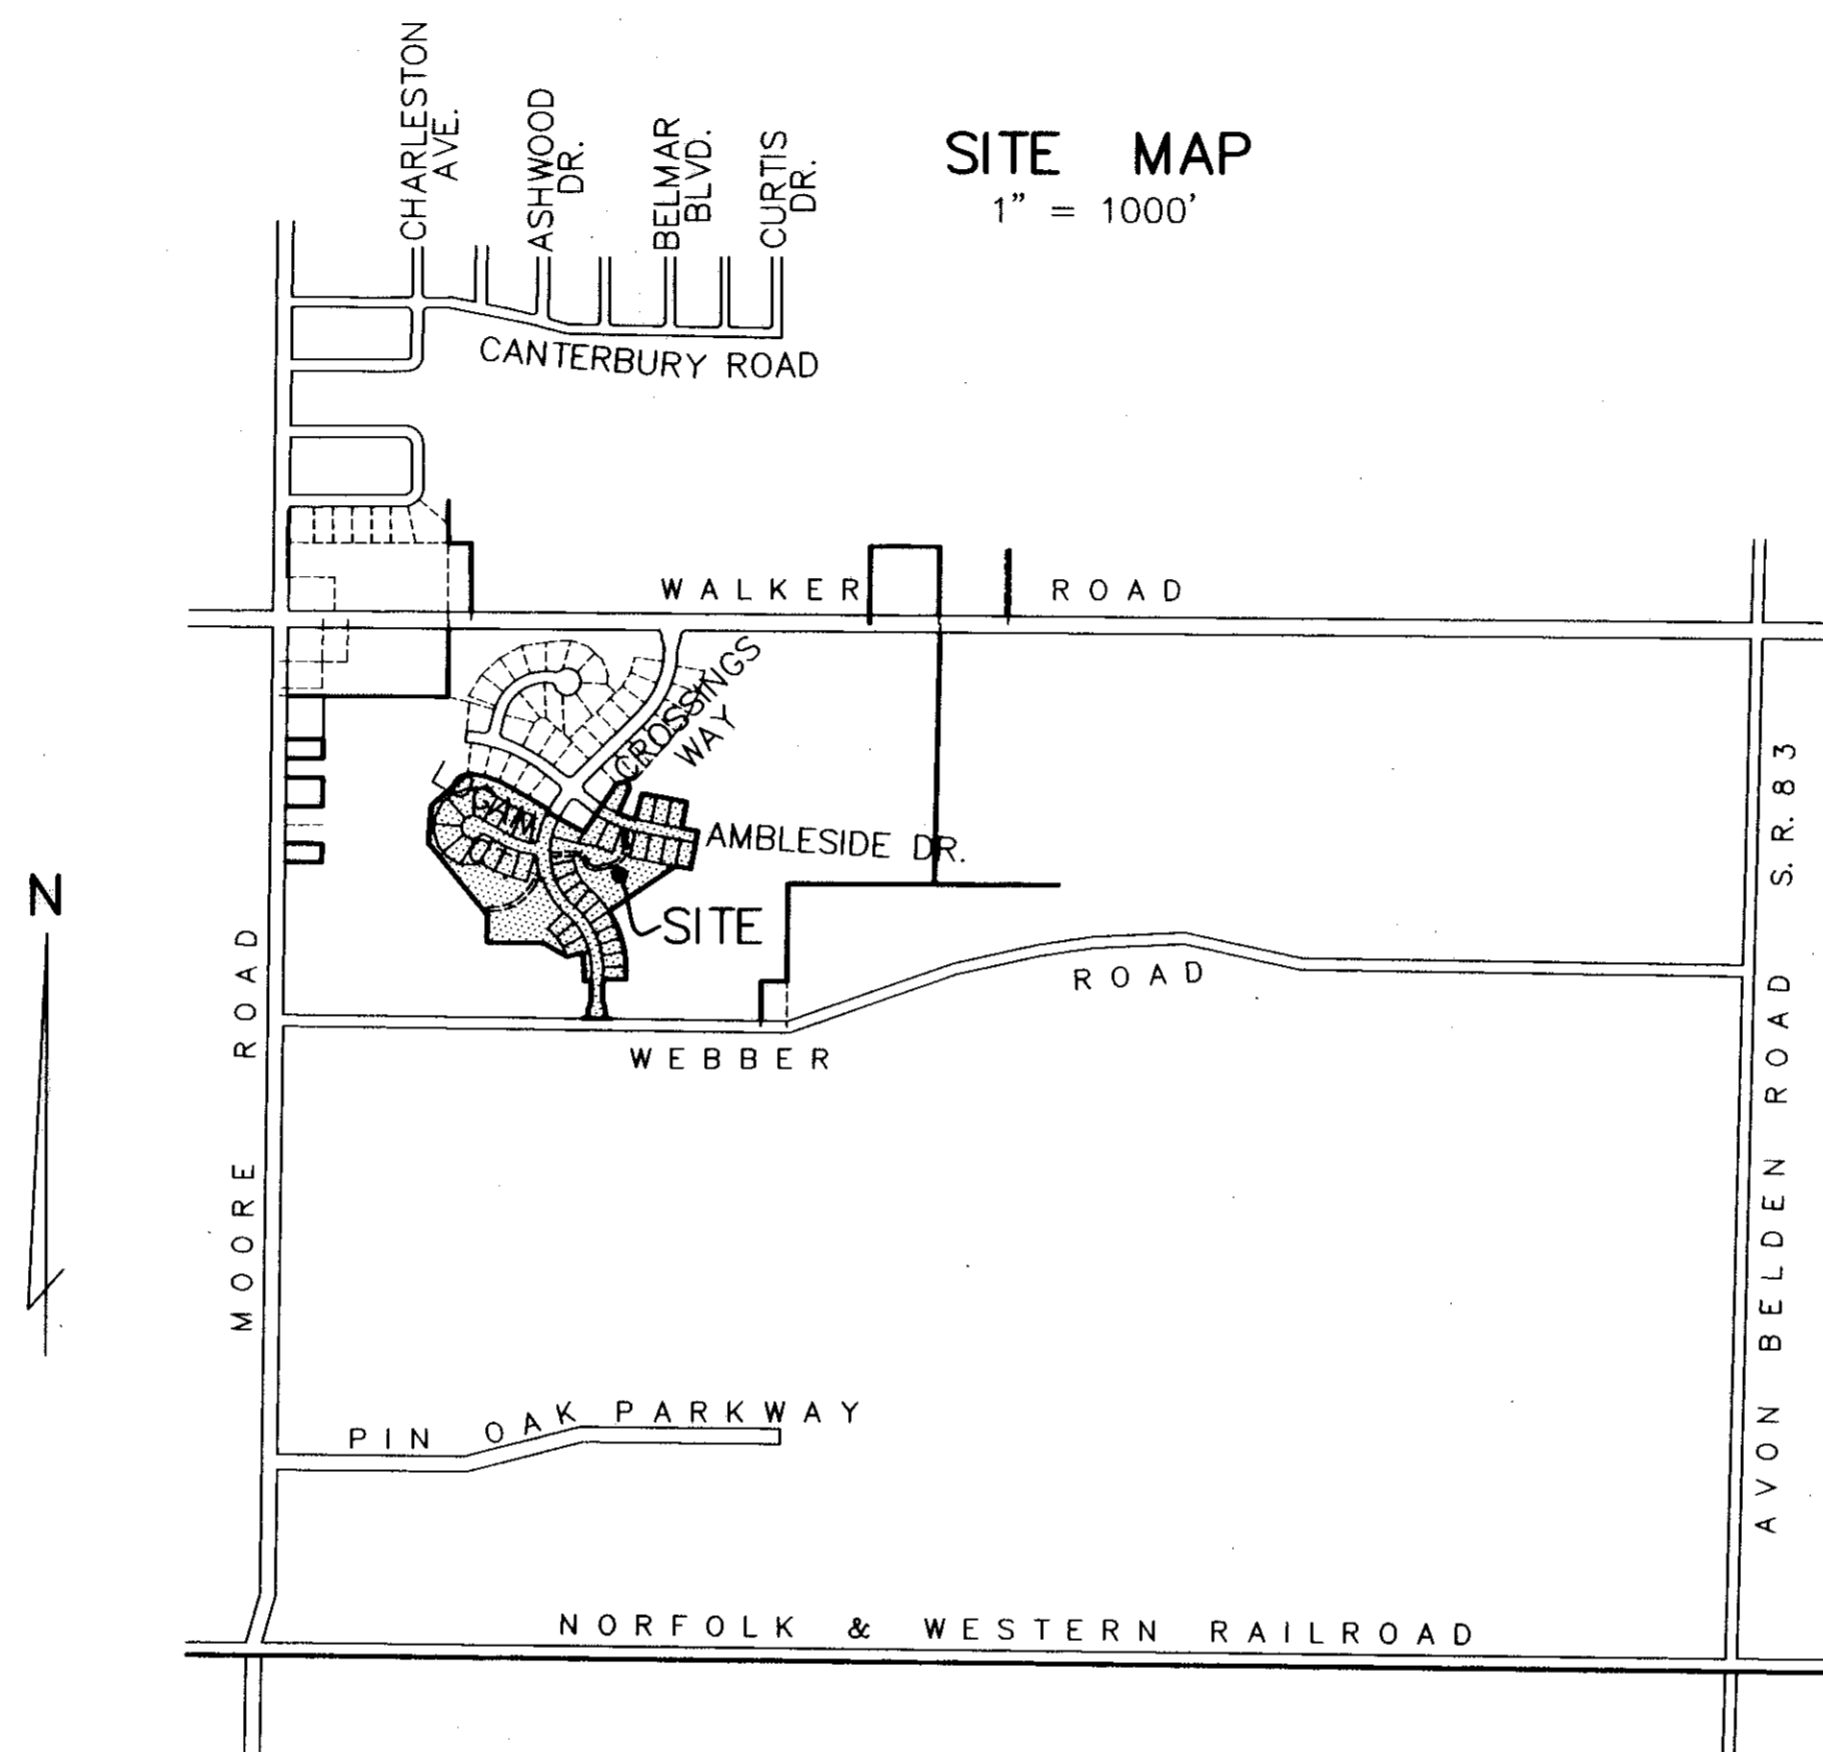 CHARLESTON
AVE.
ASHWOOD
DR.
BELMAR
BLVD.
CURTIS
DR.
SITE MAP
1" = 1000'
CANTERBURY ROAD
WALKER ROAD
CROSSINGS
WAY
AMBLESIDE DR.
N
SITE
ROAD
WEBBER
MOORE ROAD
AVON BELDEN ROAD S.R.83
PIN OAK PARKWAY
NORFOLK & WESTERN RAILROAD